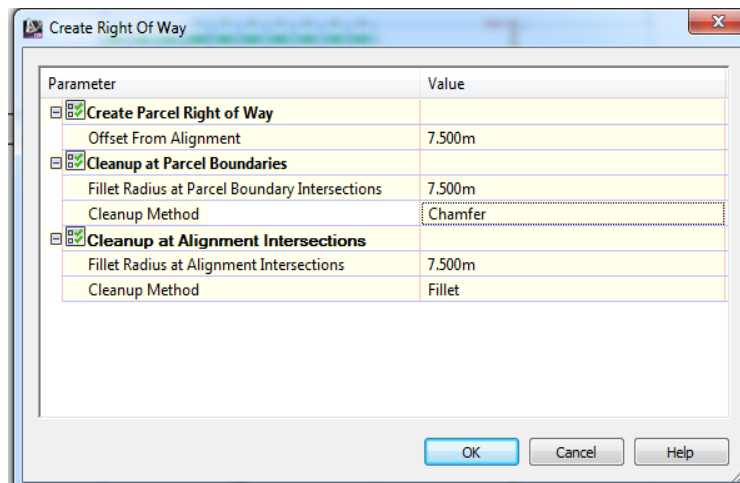 Create Right Of Way
Parameter Value
Create Parcel Right of Way
Offset From Alignment 7.500m
Cleanup at Parcel Boundaries
Fillet Radius at Parcel Boundary Intersections 7.500m
Cleanup Method Chamfer
Cleanup at Alignment Intersections
Fillet Radius at Alignment Intersections 7.500m
Cleanup Method Fillet
OK Cancel Help